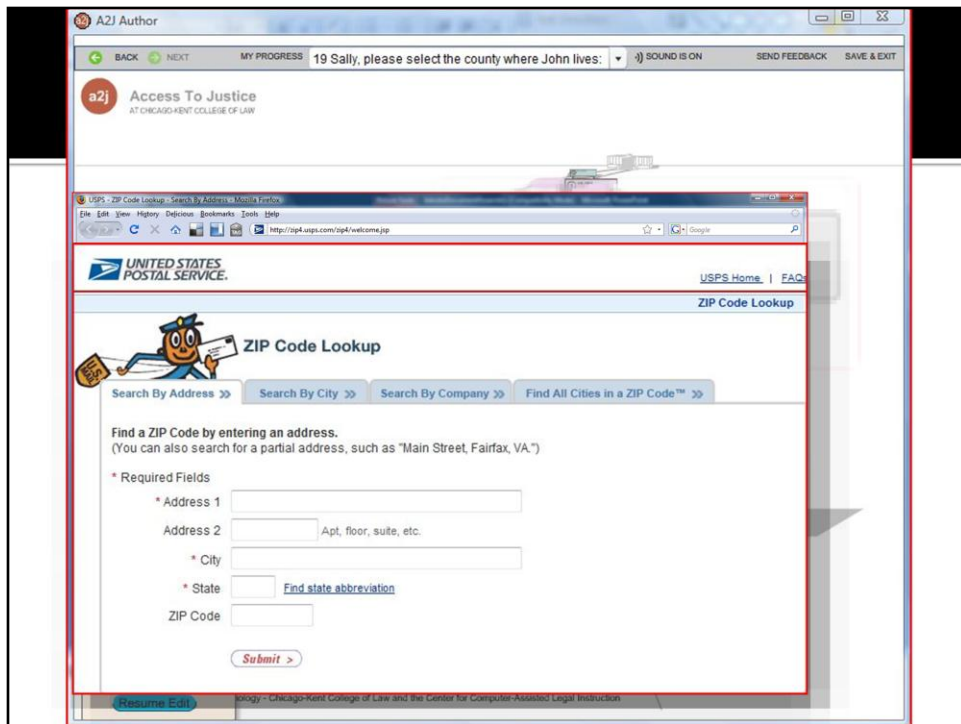 A2J Author
BACK NEXT MY PROGRESS 19 Sally, please select the county where John lives: SOUND IS ON SEND FEEDBACK SAVE & EXIT
a2j Access To Justice
AT CHICAGO-KENT COLLEGE OF LAW
USPS - ZIP Code Lookup - Search By Address - Mozilla Firefox
File Edit View History Delicious Bookmarks Tools Help
http://zip4.usps.com/zip4/welcome.jsp Google
UNITED STATES
POSTAL SERVICE.
USPS Home | FAQs
ZIP Code Lookup
ZIP Code Lookup
Search By Address >> Search By City >> Search By Company >> Find All Cities in a ZIP Code™ >>
Find a ZIP Code by entering an address.
(You can also search for a partial address, such as "Main Street, Fairfax, VA.")
* Required Fields
* Address 1
Address 2 Apt, floor, suite, etc.
* City
* State Find state abbreviation
ZIP Code
Submit >
Resume Edit - Chicago-Kent College of Law and the Center for Computer-Assisted Legal Instruction